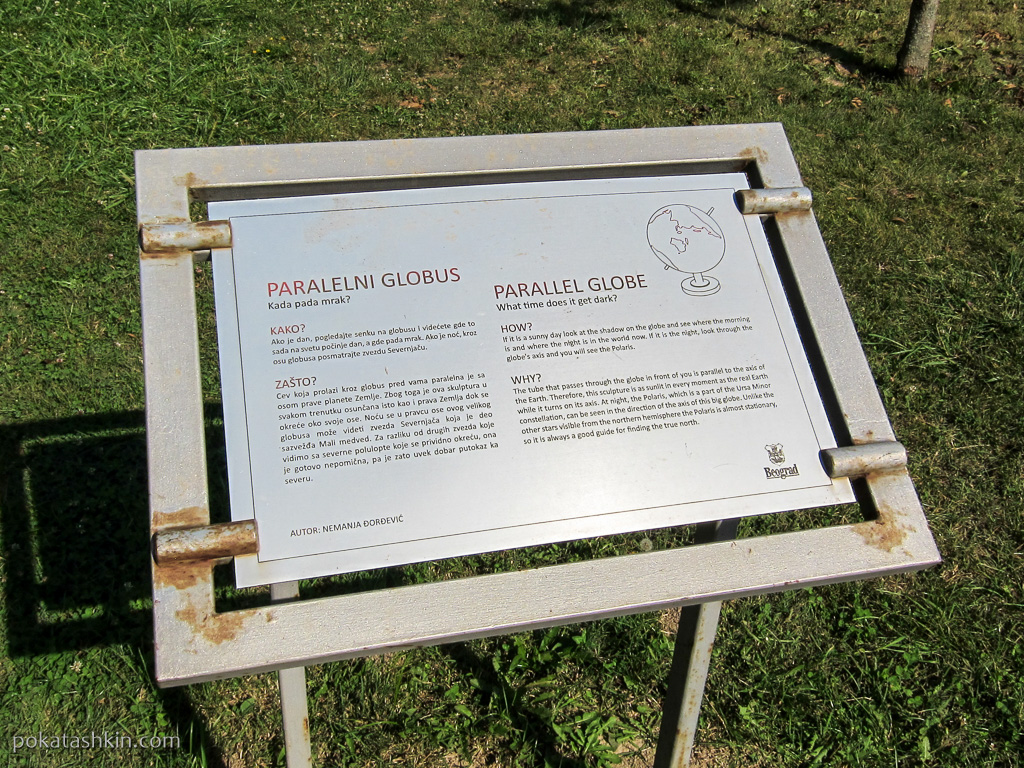 PARALELNI GLOBUS
Kada pada mrak?
KAKO?
Ako je dan, pogledajte senku na globusu i videćete gde to
sada na svetu počinje dan, a gde pada mrak. Ako je noć, kroz
osu globusa posmatrajte zvezdu Severnjaču.
ZAŠTO?
Cev koja prolazi kroz globus pred vama paralelna je sa
osom prave planete Zemlje. Zbog toga je ova skulptura u
svakom trenutku osunčana isto kao i prava Zemlja dok se
okreće oko svoje ose. Noću se u pravcu ose ovog velikog
globusa može videti zvezda Severnjača koja je deo
sazvežđa Mali medved. Za razliku od drugih zvezda koje
vidimo sa severne polulopte koje se prividno okreću, ona
je gotovo nepomična, pa je zato uvek dobar putokaz ka
severu.
AUTOR: NEMANJA ĐORĐEVIĆ
PARALLEL GLOBE
What time does it get dark?
HOW?
If it is a sunny day look at the shadow on the globe and see where the morning
is and where the night is in the world now. If it is the night, look through the
globe's axis and you will see the Polaris.
WHY?
The tube that passes through the globe in front of you is parallel to the axis of
the Earth. Therefore, this sculpture is as sunlit in every moment as the real Earth
while it turns on its axis. At night, the Polaris, which is a part of the Ursa Minor
constellation, can be seen in the direction of the axis of this big globe. Unlike the
other stars visible from the northern hemisphere the Polaris is almost stationary,
so it is always a good guide for finding the true north.
Beograd
pokatashkin.com